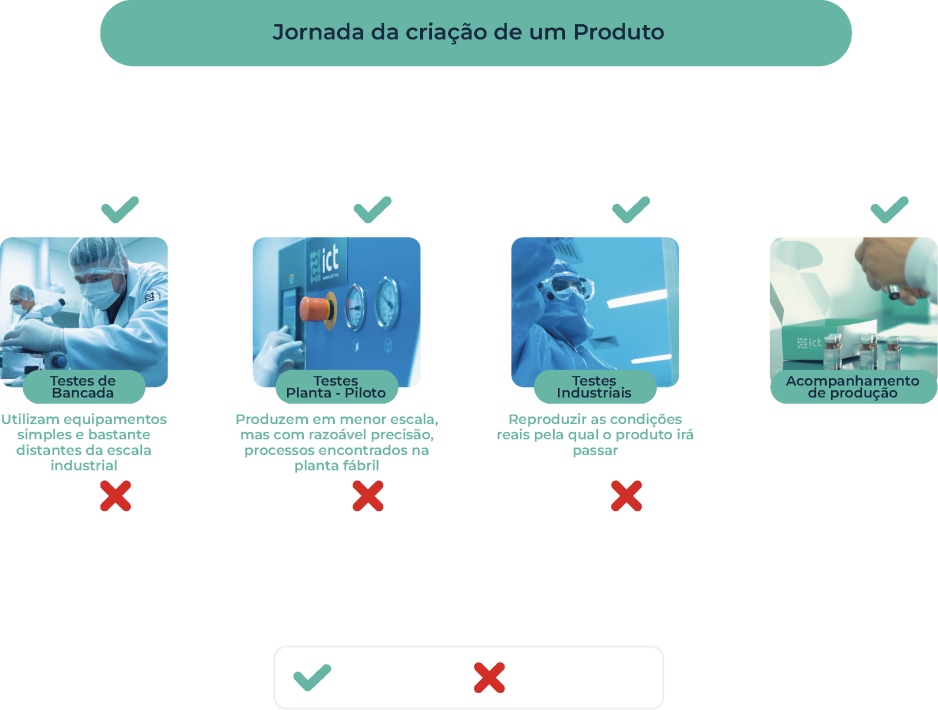 Jornada da criação de um Produto
ict
ict
Testes de
Bancada
Testes
Planta - Piloto
Testes
Industriais
Acompanhamento
de produção
Utilizam equipamentos
simples e bastante
distantes da escala
industrial
Produzem em menor escala,
mas com razoável precisão,
processos encontrados na
planta fábril
Reproduzir as condições
reais pela qual o produto irá
passar